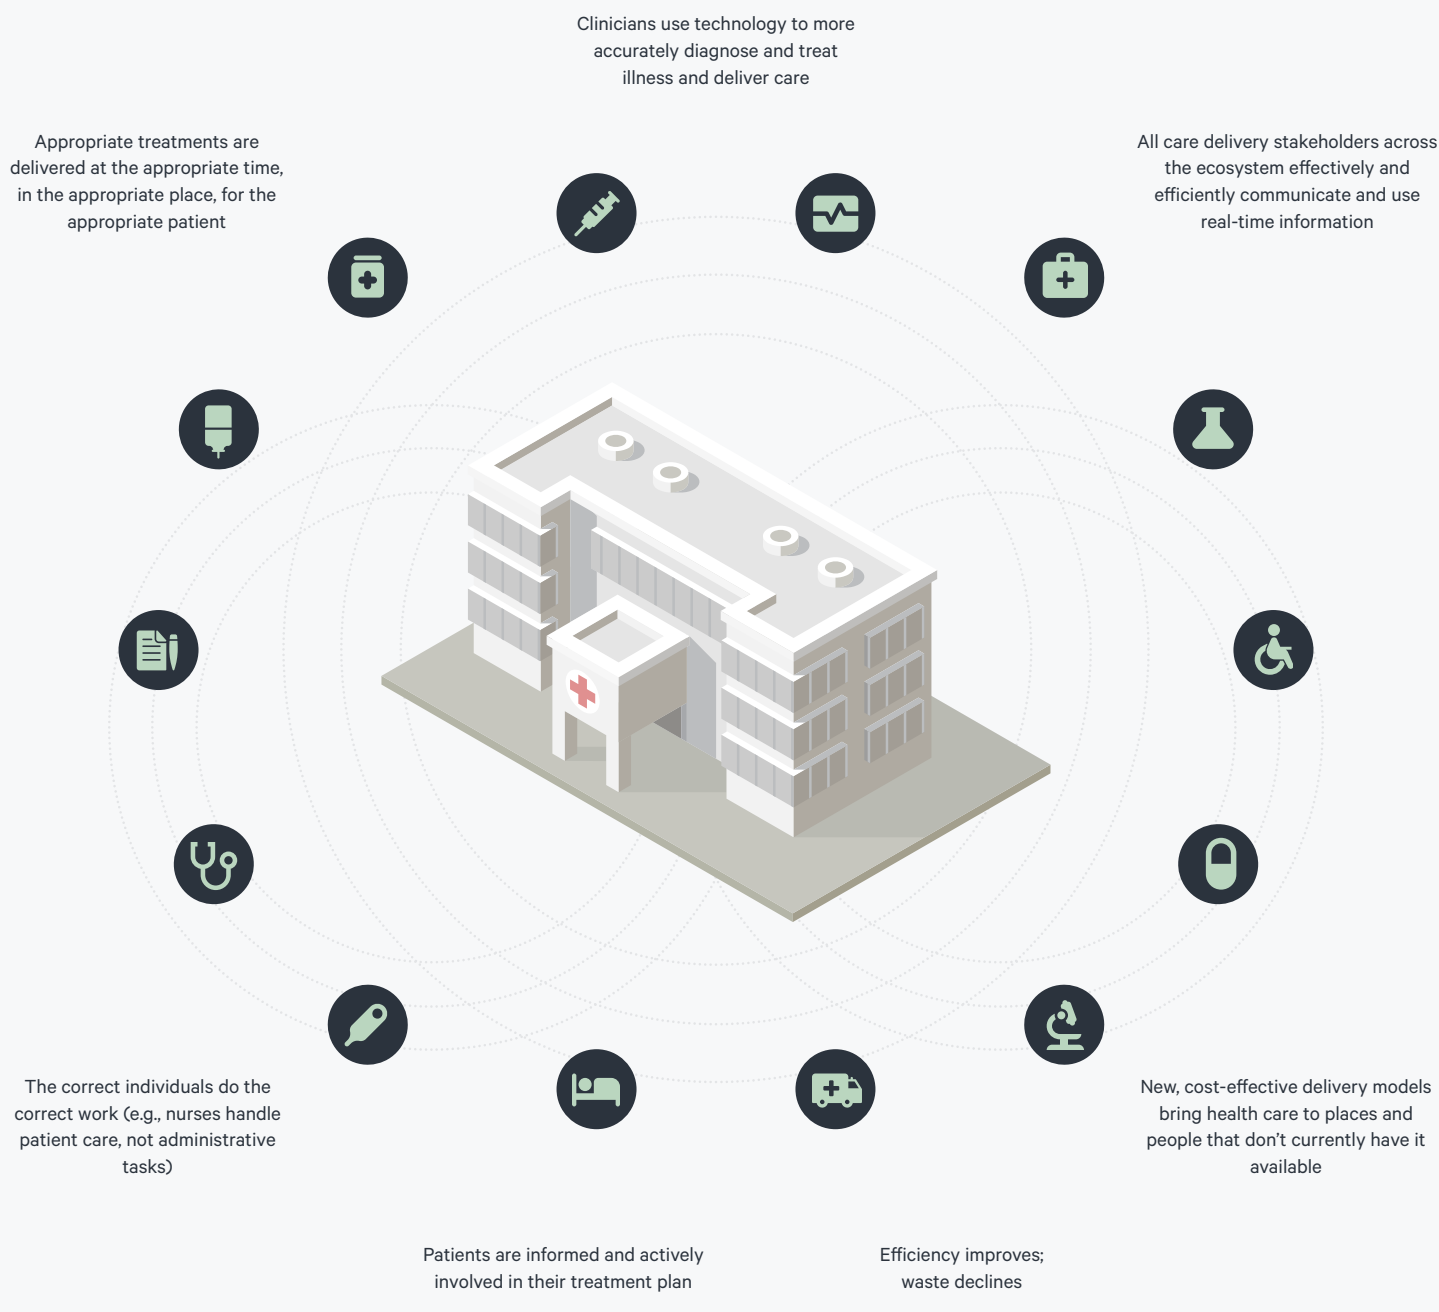 Clinicians use technology to more
accurately diagnose and treat
illness and deliver care
Appropriate treatments are
delivered at the appropriate time,
in the appropriate place, for the
appropriate patient
All care delivery stakeholders across
the ecosystem effectively and
efficiently communicate and use
real-time information
The correct individuals do the
correct work (e.g., nurses handle
patient care, not administrative
tasks)
New, cost-effective delivery models
bring health care to places and
people that don’t currently have it
available
Patients are informed and actively
involved in their treatment plan
Efficiency improves;
waste declines